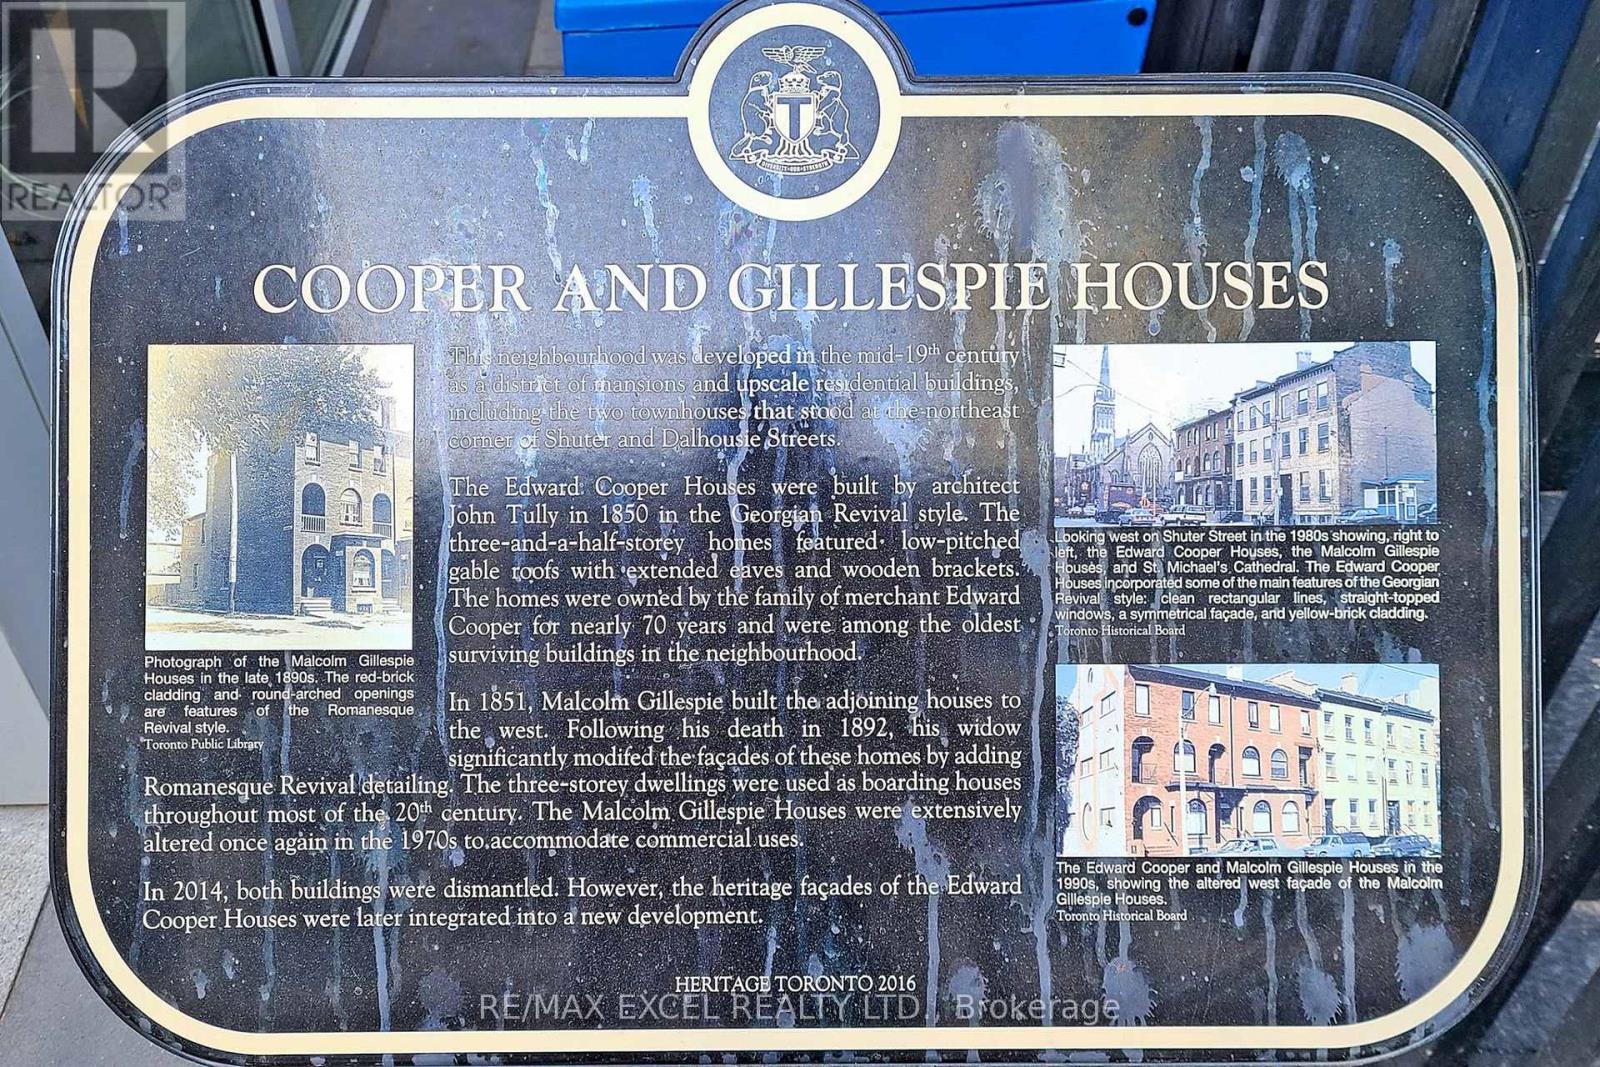 REALTOR®
T
DIVERSITY · OUR · STRENGTH
COOPER AND GILLESPIE HOUSES
This neighbourhood was developed in the mid-19th century
as a district of mansions and upscale residential buildings,
including the two townhouses that stood at the northeast
corner of Shuter and Dalhousie Streets.
The Edward Cooper Houses were built by architect
John Tully in 1850 in the Georgian Revival style. The
three-and-a-half-storey homes featured low-pitched
gable roofs with extended eaves and wooden brackets.
The homes were owned by the family of merchant Edward
Cooper for nearly 70 years and were among the oldest
surviving buildings in the neighbourhood.
In 1851, Malcolm Gillespie built the adjoining houses to
the west. Following his death in 1892, his widow
significantly modifed the façades of these homes by adding
Romanesque Revival detailing. The three-storey dwellings were used as boarding houses
throughout most of the 20th century. The Malcolm Gillespie Houses were extensively
altered once again in the 1970s to accommodate commercial uses.
In 2014, both buildings were dismantled. However, the heritage façades of the Edward
Cooper Houses were later integrated into a new development.
Photograph of the Malcolm Gillespie
Houses in the late 1890s. The red-brick
cladding and round-arched openings
are features of the Romanesque
Revival style.
Toronto Public Library
Looking west on Shuter Street in the 1980s showing, right to
left, the Edward Cooper Houses, the Malcolm Gillespie
Houses, and St. Michael's Cathedral. The Edward Cooper
Houses incorporated some of the main features of the Georgian
Revival style: clean rectangular lines, straight-topped
windows, a symmetrical façade, and yellow-brick cladding.
Toronto Historical Board
The Edward Cooper and Malcolm Gillespie Houses in the
1990s, showing the altered west façade of the Malcolm
Gillespie Houses.
Toronto Historical Board
HERITAGE TORONTO 2016
RE/MAX EXCEL REALTY LTD., Brokerage